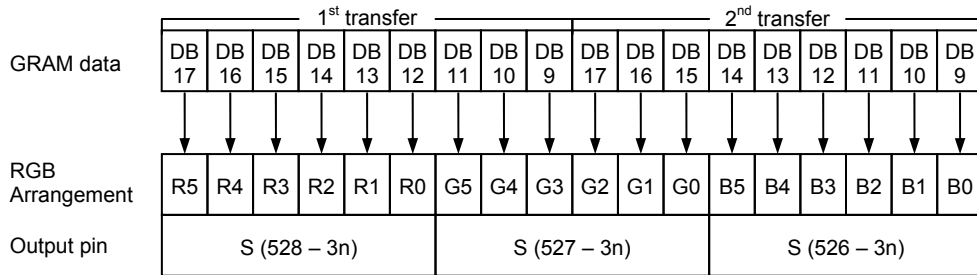 1st transfer 2nd transfer
GRAM data DB 17 DB 16 DB 15 DB 14 DB 13 DB 12 DB 11 DB 10 DB 9 DB 17 DB 16 DB 15 DB 14 DB 13 DB 12 DB 11 DB 10 DB 9
RGB Arrangement R5 R4 R3 R2 R1 R0 G5 G4 G3 G2 G1 G0 B5 B4 B3 B2 B1 B0
Output pin S (528 – 3n) S (527 – 3n) S (526 – 3n)